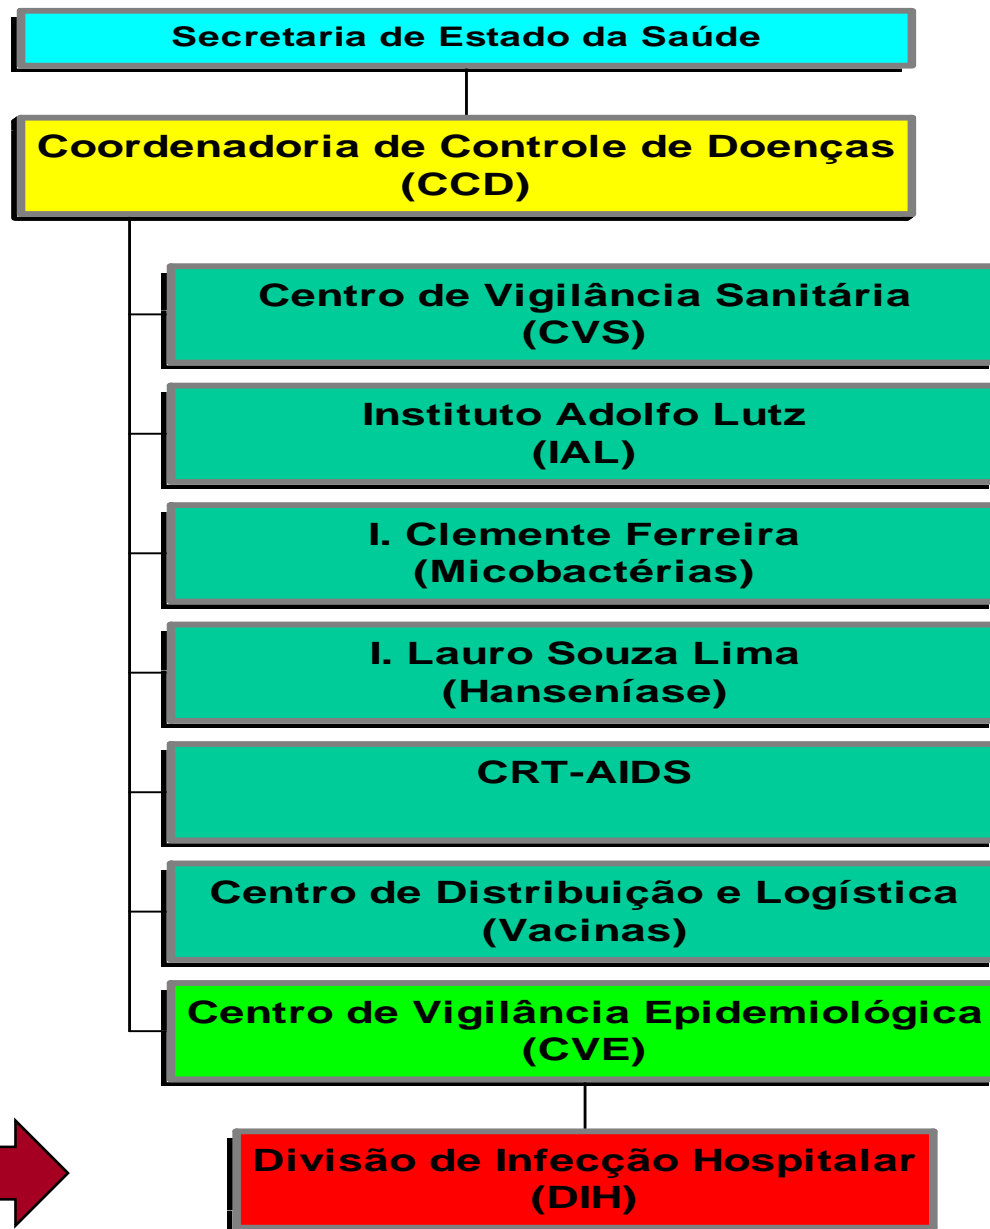 Secretaria de Estado da Saúde
Coordenadoria de Controle de Doenças
(CCD)
Centro de Vigilância Sanitária
(CVS)
Instituto Adolfo Lutz
(IAL)
I. Clemente Ferreira
(Micobactérias)
I. Lauro Souza Lima
(Hanseníase)
CRT-AIDS
Centro de Distribuição e Logística
(Vacinas)
Centro de Vigilância Epidemiológica
(CVE)
Divisão de Infecção Hospitalar
(DIH)